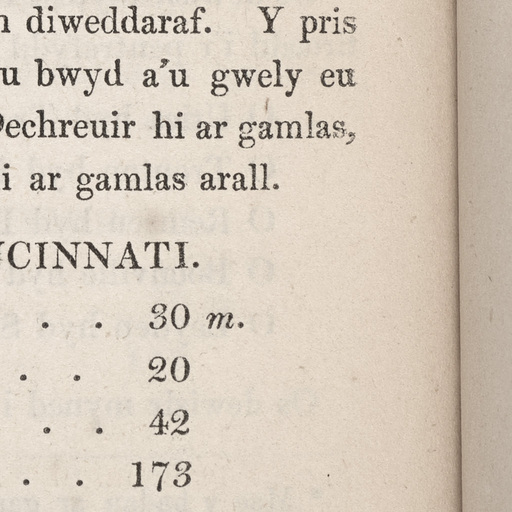 diweddaraf. Y pris
u bwyd a'u gwely eu
Dechreuir hi ar gamlas,
i ar gamlas arall.
CINNATI.
. . 30 m.
. . 20
. . 42
. . 173